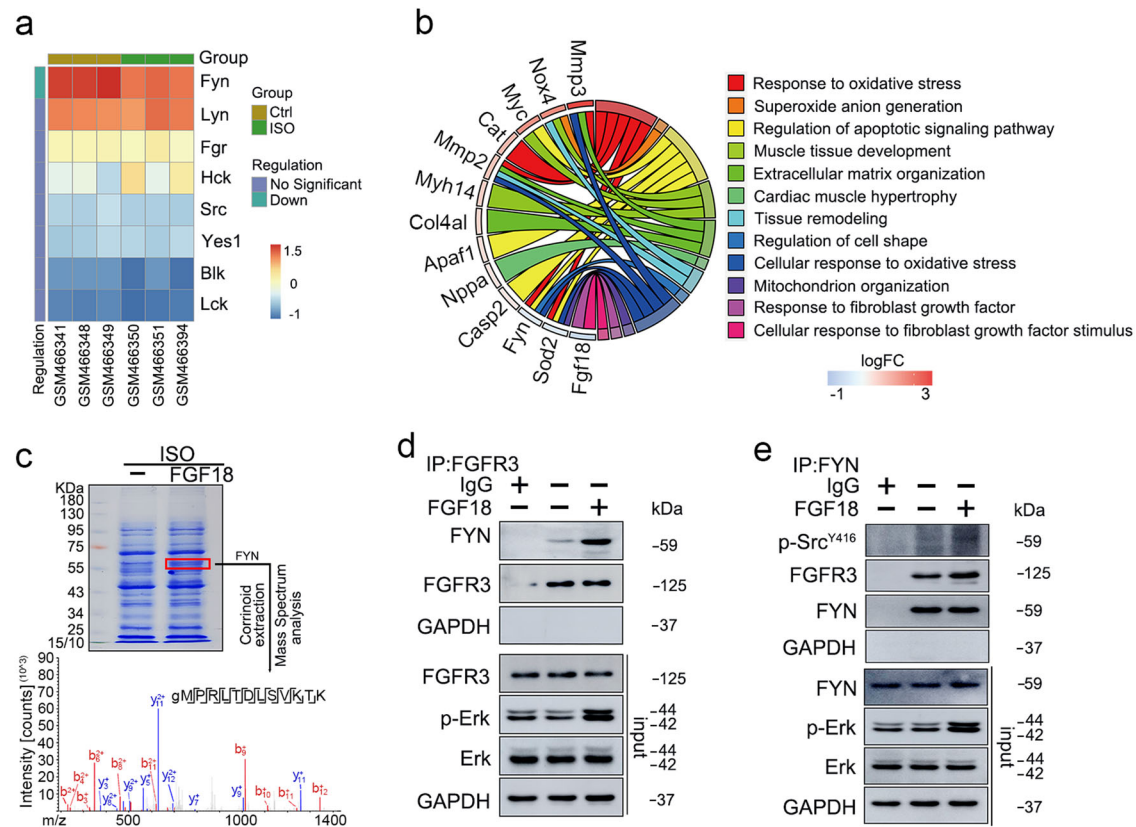 a
Group
Fyn
Lyn
Fgr
Hck
Src
Yes1
Blk
Lck
Group
Ctrl
ISO
Regulation
No Significant
Down
1.5
0
-1
Regulation
GSM466341
GSM466348
GSM466349
GSM466350
GSM466351
GSM466394
b
Mmp3
Nox4
Myc
Cat
Mmp2
Myh14
Col4al
Apaf1
Nppa
Casp2
Fyn
Sod2
Fgf18
Response to oxidative stress
Superoxide anion generation
Regulation of apoptotic signaling pathway
Muscle tissue development
Extracellular matrix organization
Cardiac muscle hypertrophy
Tissue remodeling
Regulation of cell shape
Cellular response to oxidative stress
Mitochondrion organization
Response to fibroblast growth factor
Cellular response to fibroblast growth factor stimulus
logFC
-1 3
c
ISO
− FGF18
KDa
180
130
95
75
55
43
34
25
15/10
FYN
Corrinoid extraction
Mass Spectrum analysis
Intensity [counts] (10^3)
90
80
70
60
50
40
30
20
10
0
gMPRLTDLSVKTK
m/z 500 1000 1400
d
IP:FGFR3
IgG + − −
FGF18 − − + kDa
FYN -59
FGFR3 -125
GAPDH -37
FGFR3 -125
p-Erk -44
-42
Erk -44
-42
GAPDH -37
input
e
IP:FYN
IgG + − −
FGF18 − − + kDa
p-SrcY416 -59
FGFR3 -125
FYN -59
GAPDH -37
FYN -59
p-Erk -44
-42
Erk -44
-42
GAPDH -37
input